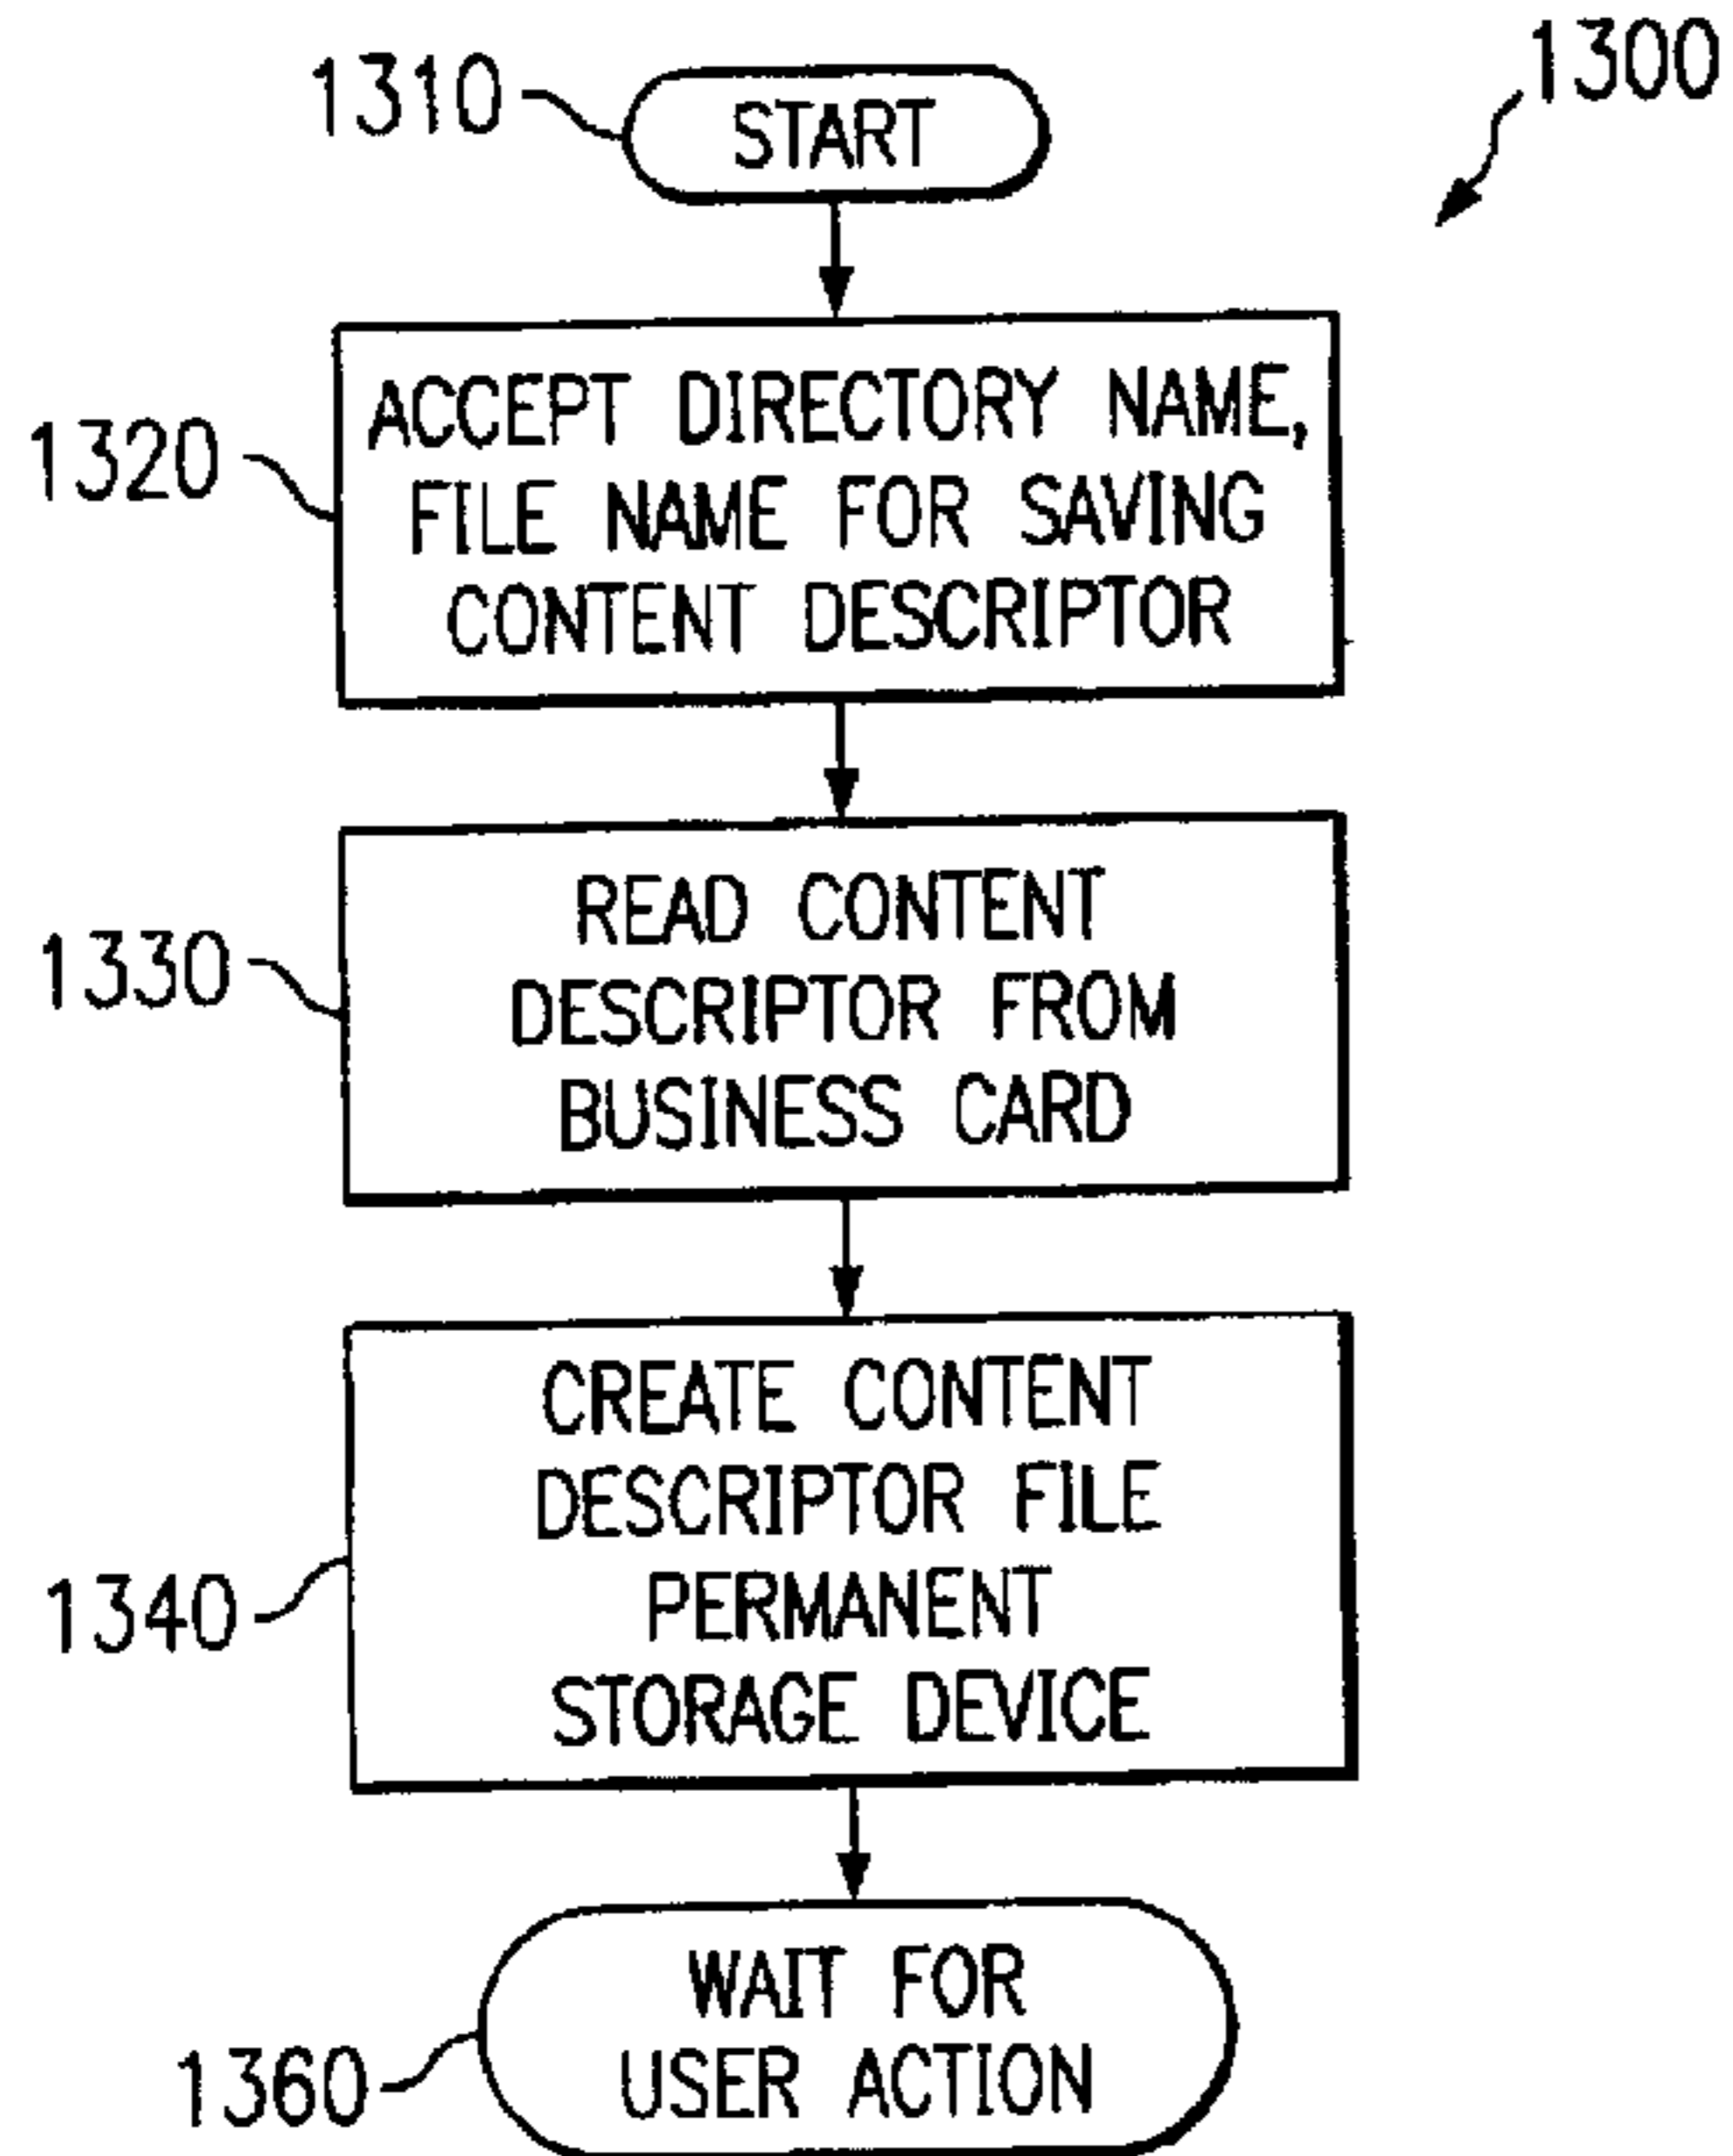 1300
1310
START
1320
ACCEPT DIRECTORY NAME,
FILE NAME FOR SAVING
CONTENT DESCRIPTOR
1330
READ CONTENT
DESCRIPTOR FROM
BUSINESS CARD
1340
CREATE CONTENT
DESCRIPTOR FILE
PERMANENT
STORAGE DEVICE
1360
WAIT FOR
USER ACTION